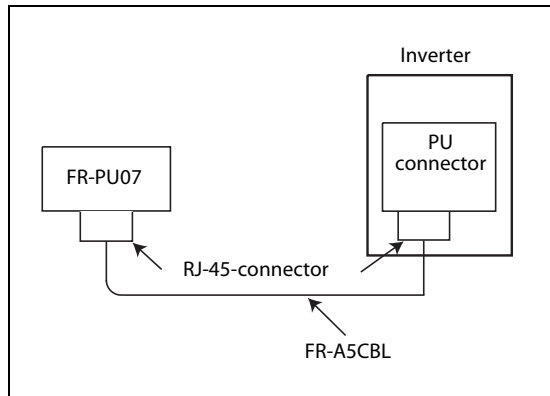 Inverter
PU
connector
FR-PU07
RJ-45-connector
FR-A5CBL